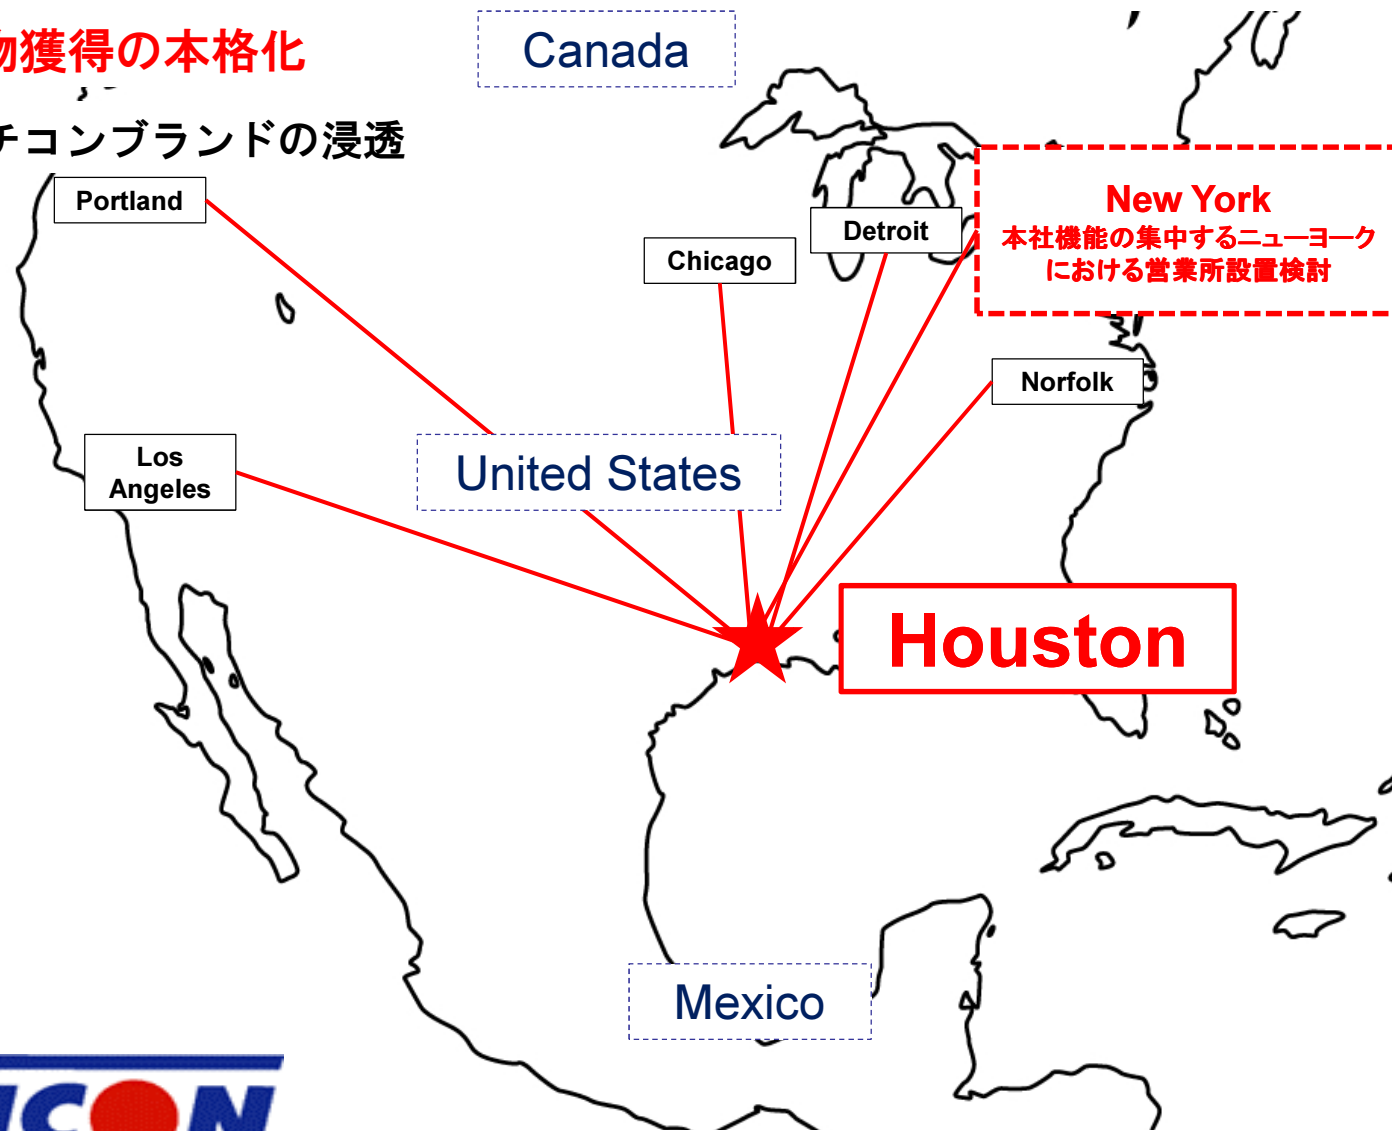 物獲得の本格化
Canada
チコンブランドの浸透
Portland
New York
本社機能の集中するニューヨーク
における営業所設置検討
Detroit
Chicago
Norfolk
United States
Los
Angeles
Houston
Mexico
ICON